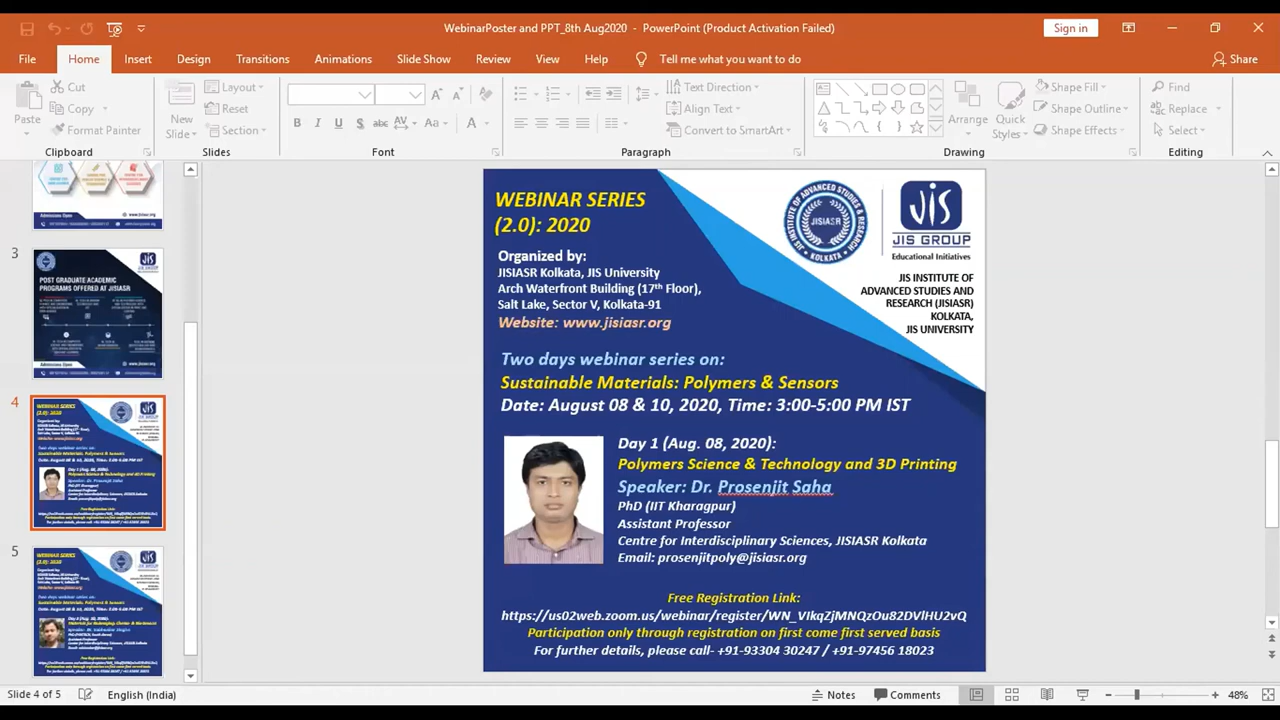 WebinarPoster and PPT_8th Aug2020 - PowerPoint (Product Activation Failed)
Sign in
File
Home
Insert
Design
Transitions
Animations
Slide Show
Review
View
Help
Tell me what you want to do
Share
Paste
Cut
Copy
Format Painter
Clipboard
New
Slide
Layout
Reset
Section
Slides
Font
Text Direction
Align Text
Convert to SmartArt
Paragraph
Arrange
Quick
Styles
Shape Fill
Shape Outline
Shape Effects
Drawing
Find
Replace
Select
Editing
3
POST GRADUATE ACADEMIC
PROGRAMS OFFERED AT JISIASR
4
5
WEBINAR SERIES
(2.0): 2020
Organized by:
JISIASR Kolkata, JIS University
Arch Waterfront Building (17th Floor),
Salt Lake, Sector V, Kolkata-91
Website: www.jisiasr.org
JIS INSTITUTE OF ADVANCED STUDIES & RESEARCH
JISIASR
KOLKATA
JIS
JIS GROUP
Educational Initiatives
JIS INSTITUTE OF
ADVANCED STUDIES AND
RESEARCH (JISIASR)
KOLKATA,
JIS UNIVERSITY
Two days webinar series on:
Sustainable Materials: Polymers & Sensors
Date: August 08 & 10, 2020, Time: 3:00-5:00 PM IST
Day 1 (Aug. 08, 2020):
Polymers Science & Technology and 3D Printing
Speaker: Dr. Prosenjit Saha
PhD (IIT Kharagpur)
Assistant Professor
Centre for Interdisciplinary Sciences, JISIASR Kolkata
Email: prosenjitpoly@jisiasr.org
Free Registration Link:
https://us02web.zoom.us/webinar/register/WN_VkqZjMNQzOu82DVlHU2vQ
Participation only through registration on first come first served basis
For further details, please call- +91-93304 30247 / +91-97456 18023
Slide 4 of 5
English (India)
Notes
Comments
48%